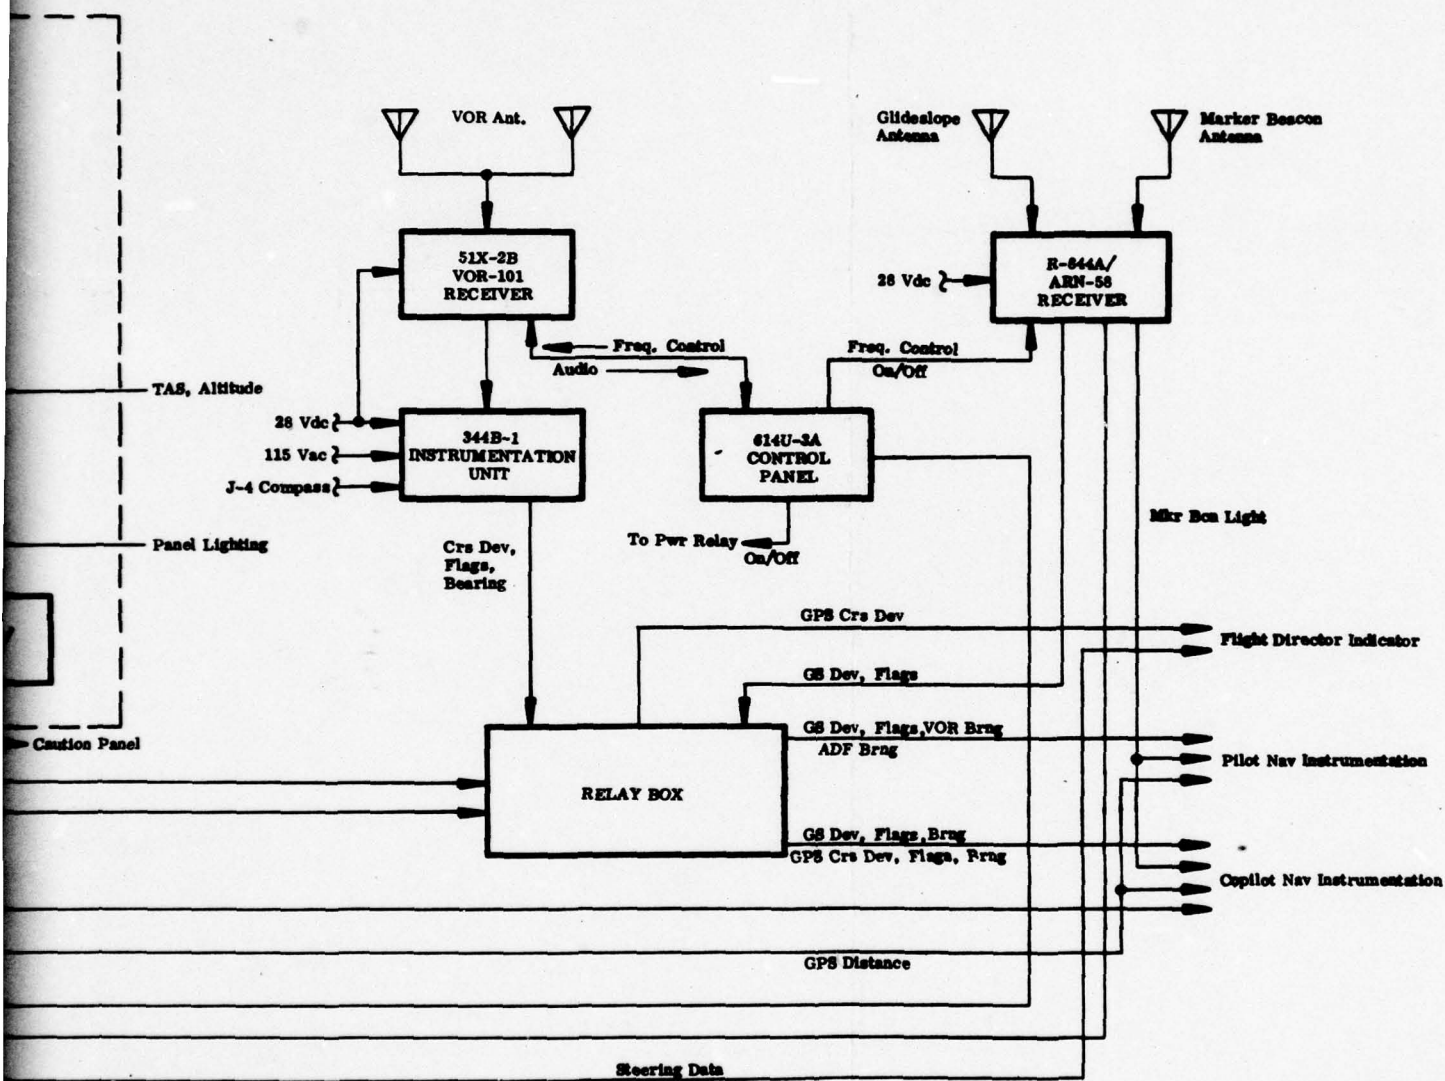 VOR Ant.
Glideslope
Antenna
Marker Beacon
Antenna
51X-2B
VOR-101
RECEIVER
28 Vdc
R-844A/
ARN-58
RECEIVER
Freq. Control
Audio
Freq. Control
On/Off
TAS, Altitude
28 Vdc
115 Vac
J-4 Compass
344B-1
INSTRUMENTATION
UNIT
614U-3A
CONTROL
PANEL
Mkr Bcn Light
To Pwr Relay
On/Off
Panel Lighting
Crs Dev,
Flags,
Bearing
GPS Crs Dev
Flight Director Indicator
GS Dev, Flags
Caution Panel
GS Dev, Flags, VOR Brng
ADF Brng
Pilot Nav Instrumentation
RELAY BOX
GS Dev, Flags, Brng
GPS Crs Dev, Flags, Brng
Copilot Nav Instrumentation
GPS Distance
Steering Data